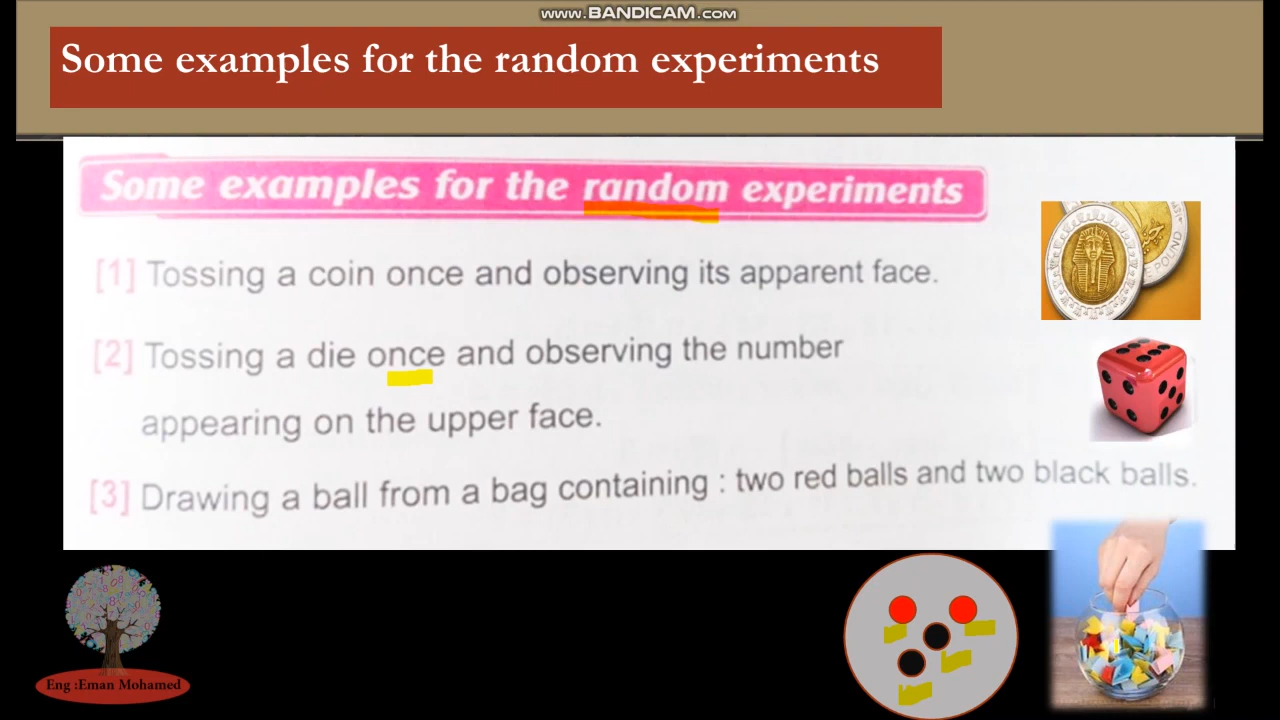 www.BANDICAM.com
Some examples for the random experiments
Some examples for the random experiments
[1] Tossing a coin once and observing its apparent face.
[2] Tossing a die once and observing the number
appearing on the upper face.
[3] Drawing a ball from a bag containing : two red balls and two black balls.
POUND
Eng :Eman Mohamed